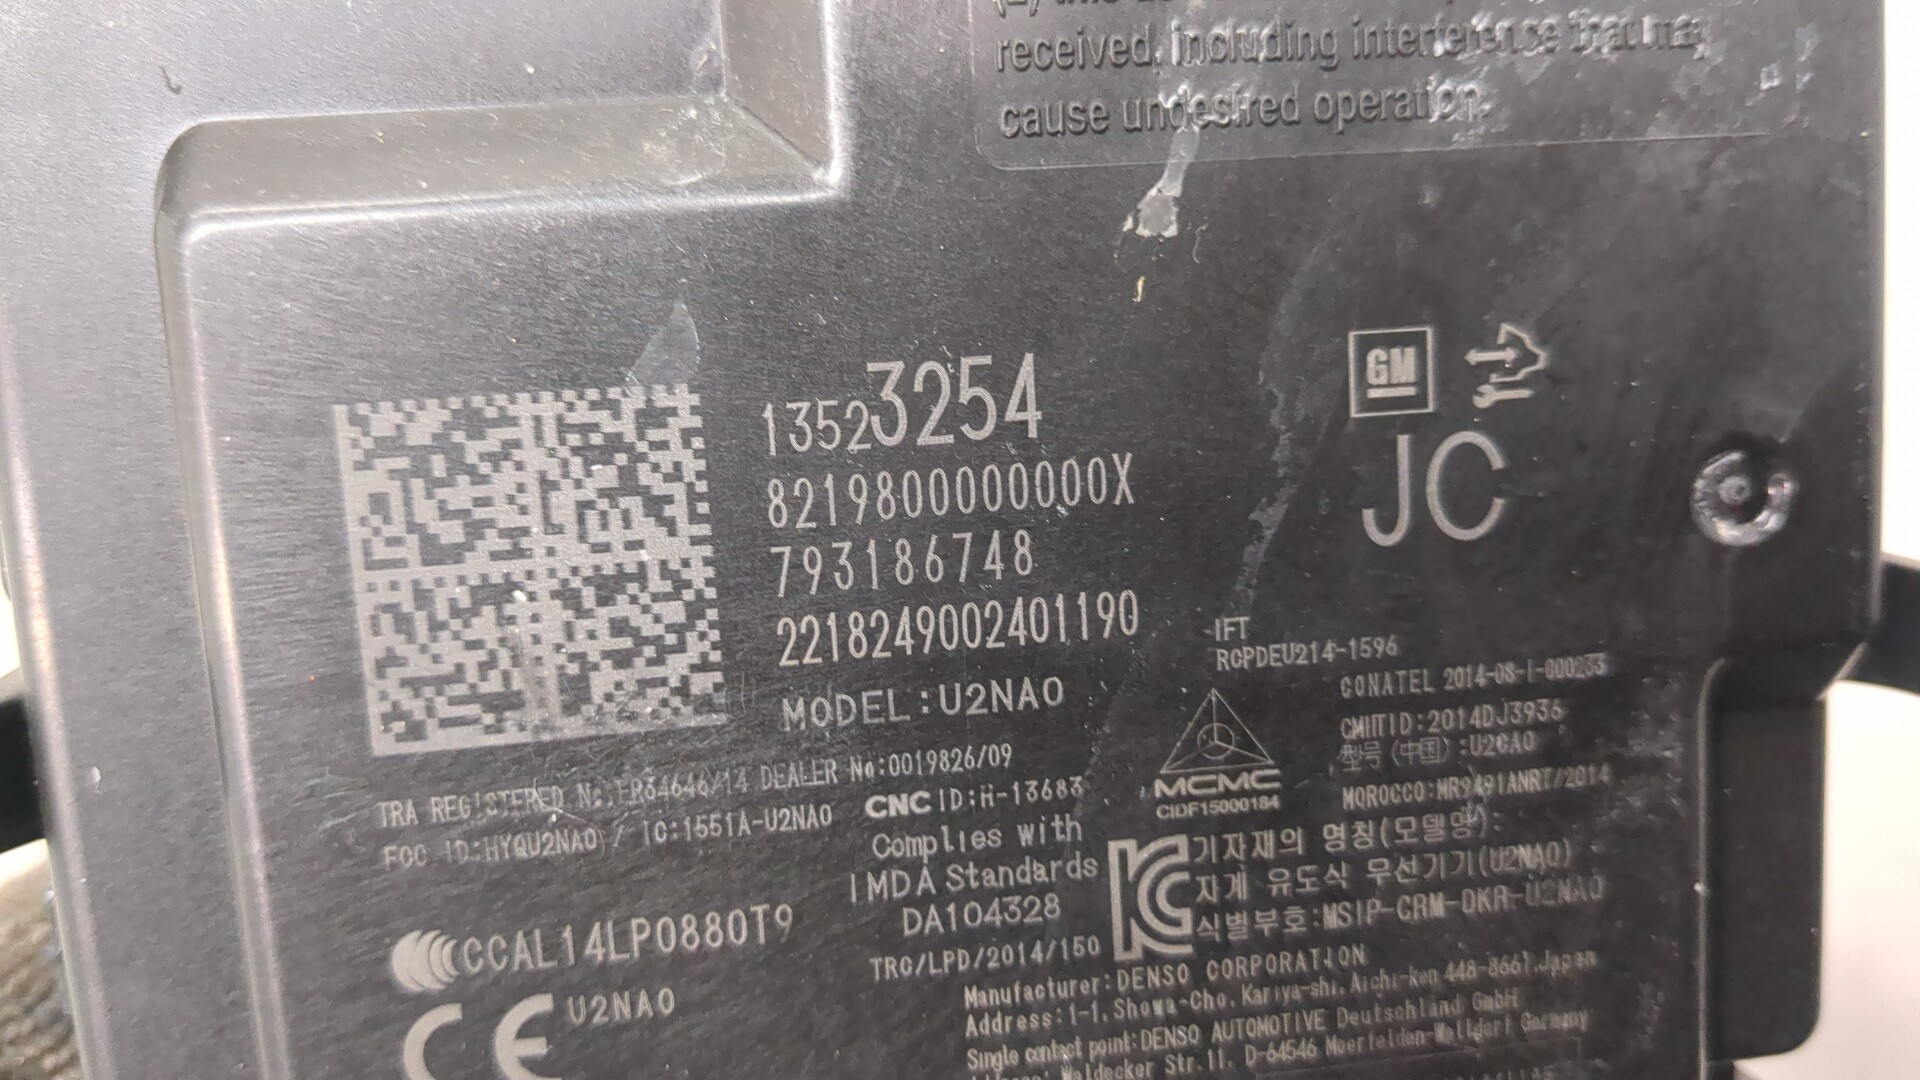 received, including interference that may
cause undesired operation.
GM
13523254
JC
8219800000000X
793186748
2218249002401190
IFT
RCPDEU214-1596
MODEL:U2NAO
CONATEL 2014-08-I-000233
CMIITID:2014DJ3936
型号(中国):U2CAO
MOROCCO:MR9491ANRT/2014
MCMC
CIDF15000184
TRA REGISTERED No:ER34646/14 DEALER No:0019826/09
FCC ID:HYQU2NAO / IC:1551A-U2NAO
CNC ID:H-13683
Complies with
IMDA Standards
DA104328
TRC/LPD/2014/150
기자재의 명칭(모델명):
자계 유도식 무선기기(U2NAO)
식별부호:MSIP-CRM-DKR-U2NAO
CCAL14LP0880T9
CE U2NAO
Manufacturer:DENSO CORPORATION
Address:1-1, Showa-Cho, Kariya-shi, Aichi-ken 448-8661,Japan
Single contact point:DENSO AUTOMOTIVE Deutschland GmbH
Waldecker Str.11, D-64546 Moerfelden-Walldorf Germany